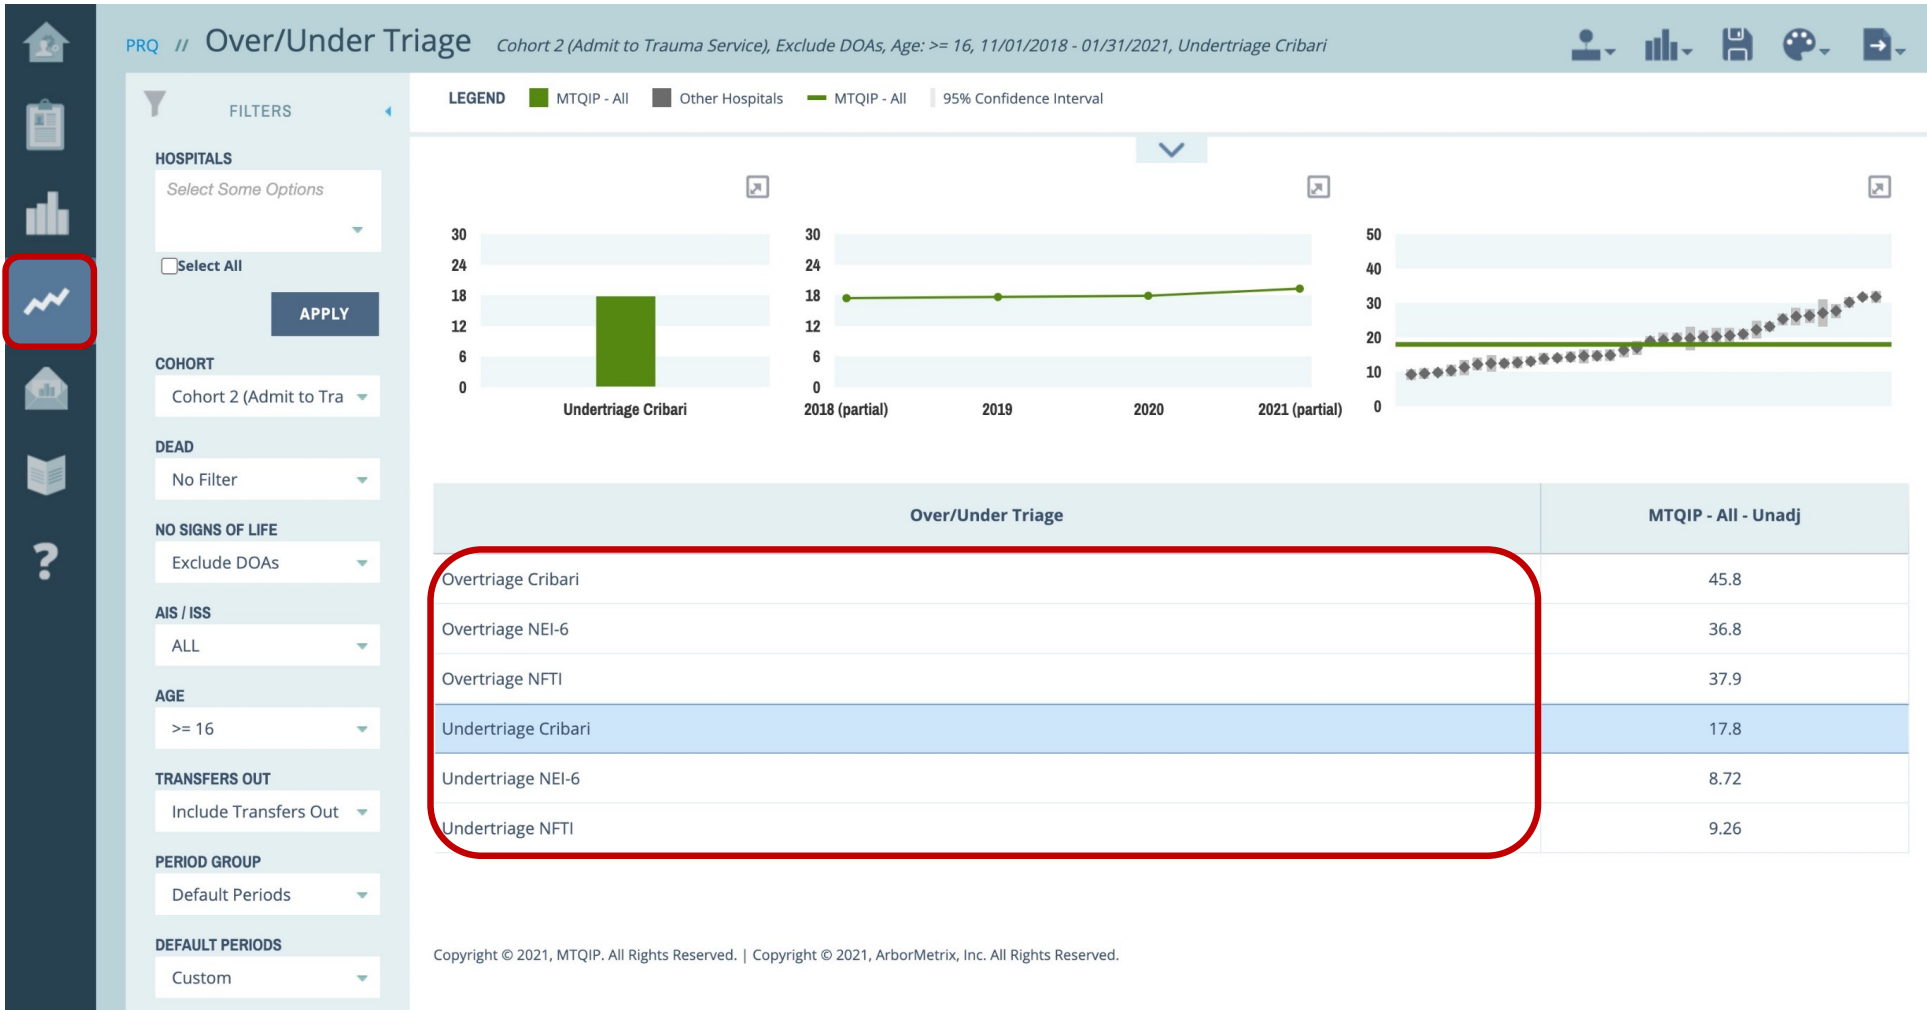 PRQ // Over/Under Triage Cohort 2 (Admit to Trauma Service), Exclude DOAs, Age: >= 16, 11/01/2018 - 01/31/2021, Undertriage Cribari
FILTERS
HOSPITALS
Select Some Options
Select All
APPLY
COHORT
Cohort 2 (Admit to Tra
DEAD
No Filter
NO SIGNS OF LIFE
Exclude DOAs
AIS / ISS
ALL
AGE
>= 16
TRANSFERS OUT
Include Transfers Out
PERIOD GROUP
Default Periods
DEFAULT PERIODS
Custom
?
LEGEND MTQIP - All Other Hospitals MTQIP - All 95% Confidence Interval
30
24
18
12
6
0
Undertriage Cribari
30
24
18
12
6
0
2018 (partial) 2019 2020 2021 (partial)
50
40
30
20
10
0
Over/Under Triage MTQIP - All - Unadj
Overtriage Cribari 45.8
Overtriage NEI-6 36.8
Overtriage NFTI 37.9
Undertriage Cribari 17.8
Undertriage NEI-6 8.72
Undertriage NFTI 9.26
Copyright © 2021, MTQIP. All Rights Reserved. | Copyright © 2021, ArborMetrix, Inc. All Rights Reserved.